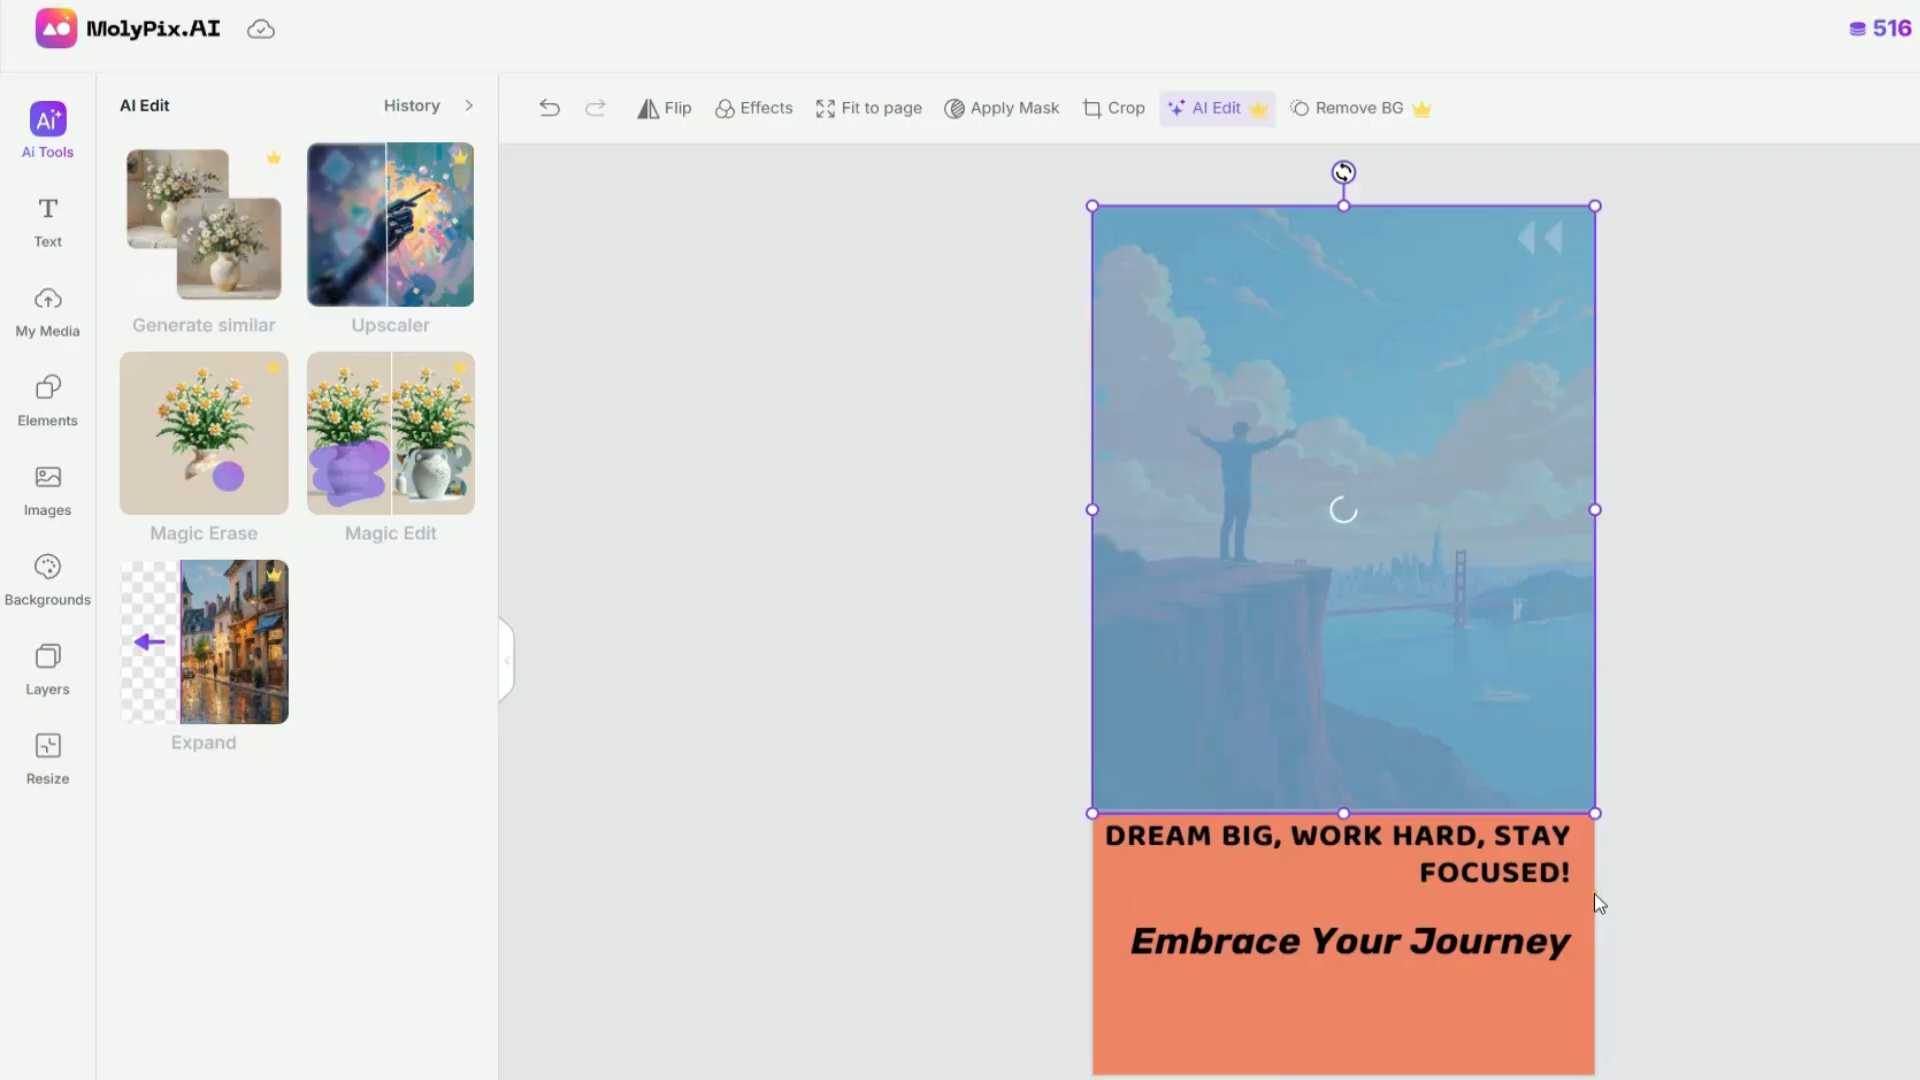 MolyPix.AI
516
Ai
Ai Tools
Text
My Media
Elements
Images
Backgrounds
Layers
Resize
AI Edit
History
Generate similar
Upscaler
Magic Erase
Magic Edit
Expand
Flip
Effects
Fit to page
Apply Mask
Crop
AI Edit
Remove BG
DREAM BIG, WORK HARD, STAY
FOCUSED!
Embrace Your Journey